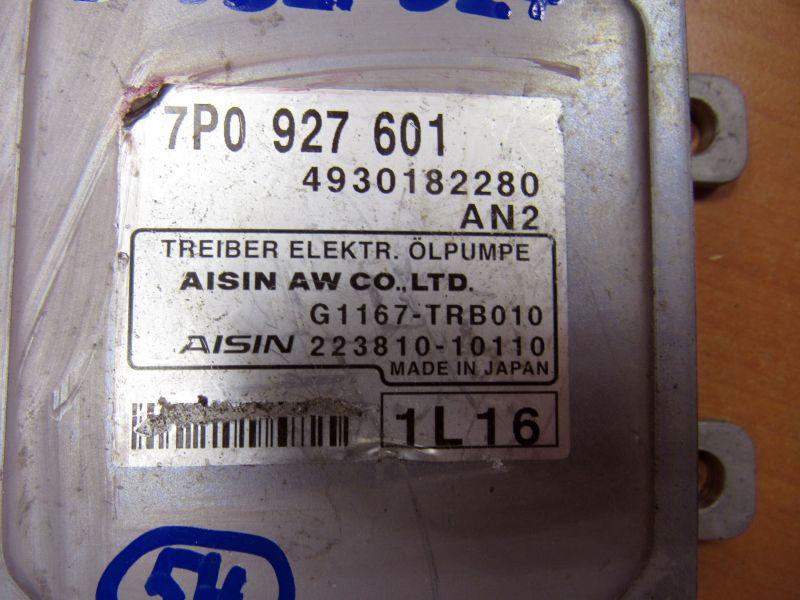 7P0 927 601
4930182280
AN2
TREIBER ELEKTR. ÖLPUMPE
AISIN AW CO.,LTD.
G1167-TRB010
AISIN 223810-10110
MADE IN JAPAN
1L16